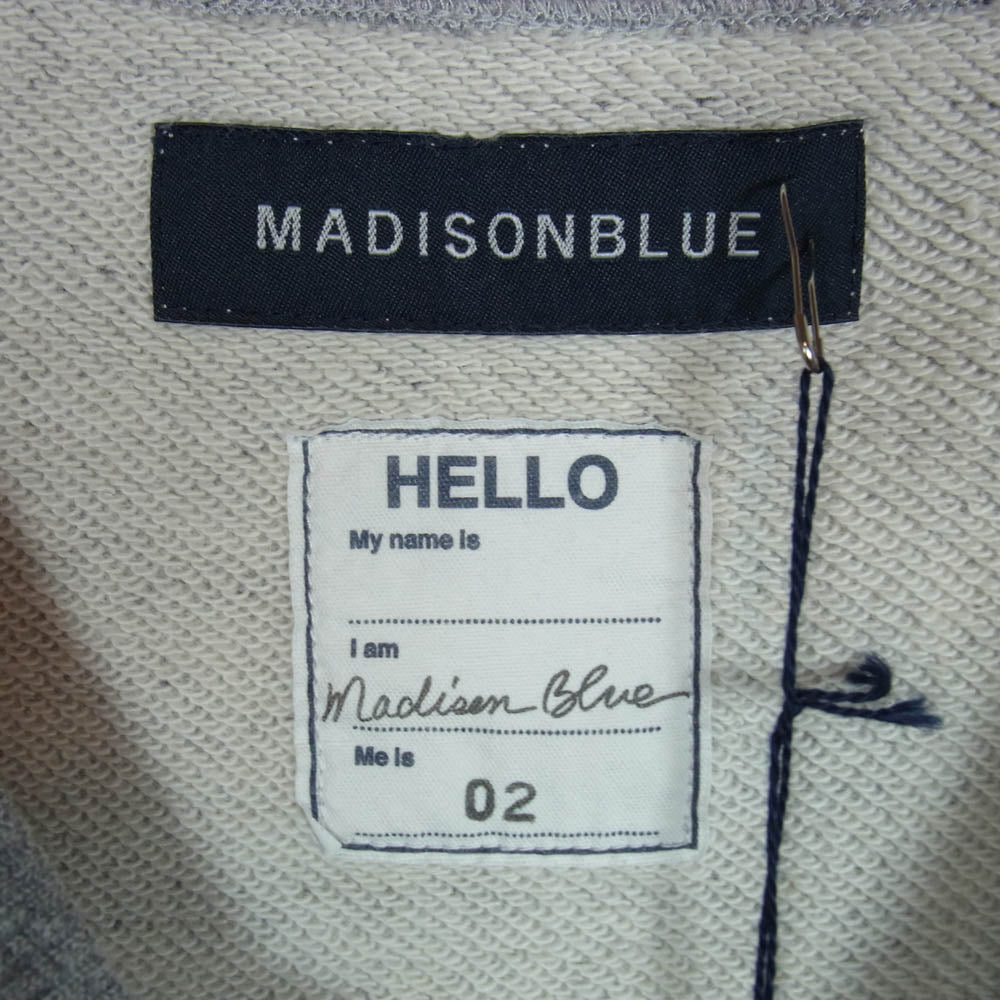 MADISONBLUE
HELLO
My name is
I am
Madison Blue
Me is
02